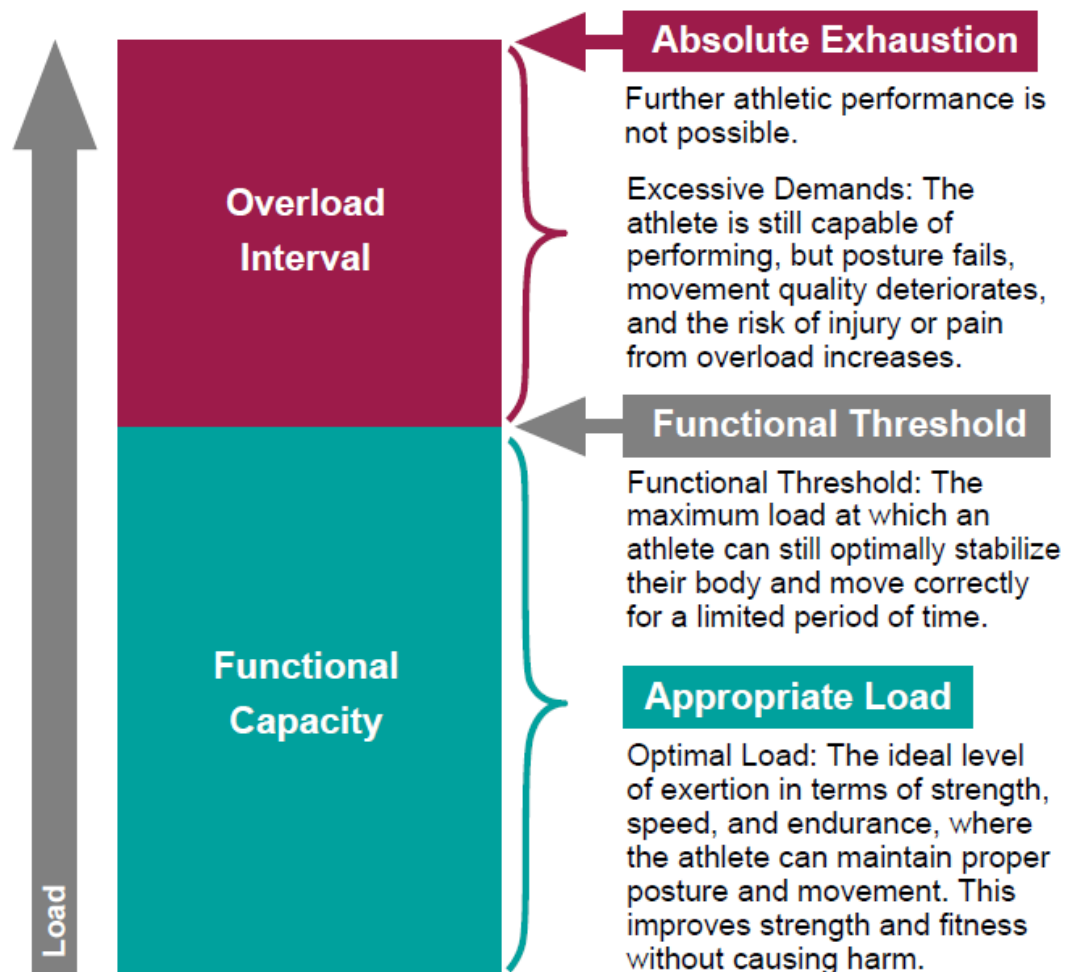 Absolute Exhaustion
Further athletic performance is
not possible.
Overload
Interval
Excessive Demands: The
athlete is still capable of
performing, but posture fails,
movement quality deteriorates,
and the risk of injury or pain
from overload increases.
Functional Threshold
Functional Threshold: The
maximum load at which an
athlete can still optimally stabilize
their body and move correctly
for a limited period of time.
Functional
Capacity
Appropriate Load
Optimal Load: The ideal level
of exertion in terms of strength,
speed, and endurance, where
the athlete can maintain proper
posture and movement. This
improves strength and fitness
without causing harm.
Load